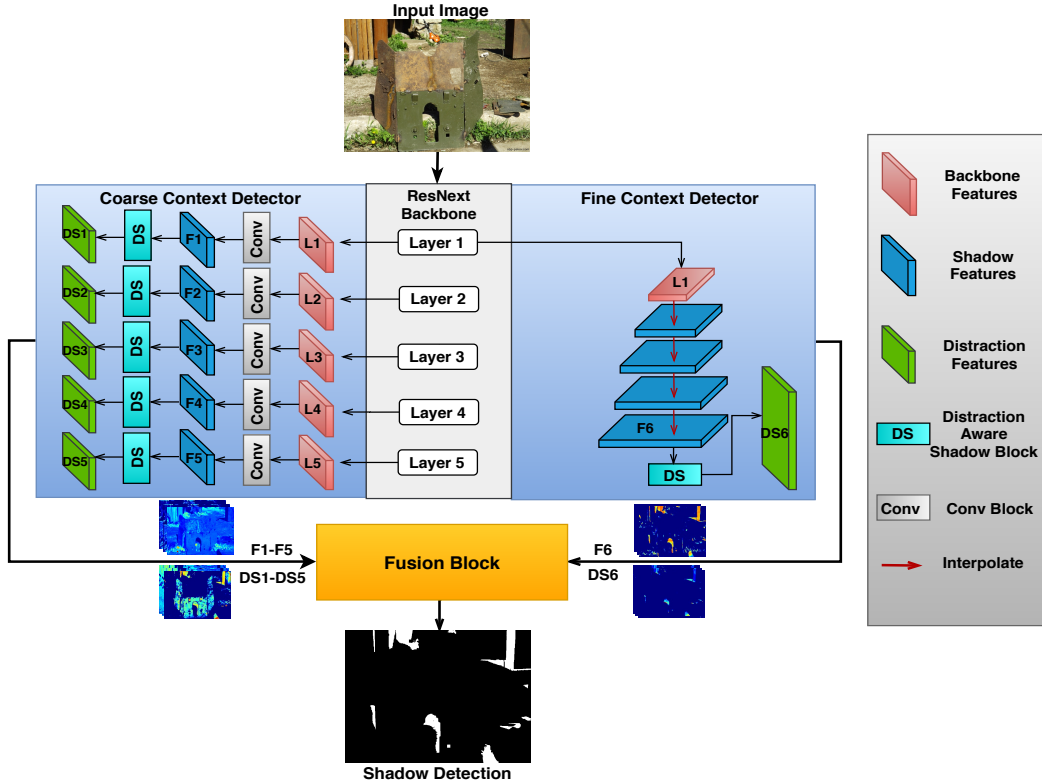 Input Image
Coarse Context Detector
ResNext
Backbone
Fine Context Detector
DS1
DS
F1
Conv
L1
Layer 1
DS2
DS
F2
Conv
L2
Layer 2
DS3
DS
F3
Conv
L3
Layer 3
DS4
DS
F4
Conv
L4
Layer 4
DS5
DS
F5
Conv
L5
Layer 5
L1
F6
DS
DS6
F1-F5
DS1-DS5
Fusion Block
F6
DS6
Shadow Detection
Backbone
Features
Shadow
Features
Distraction
Features
DS
Distraction
Aware
Shadow Block
Conv
Conv Block
Interpolate